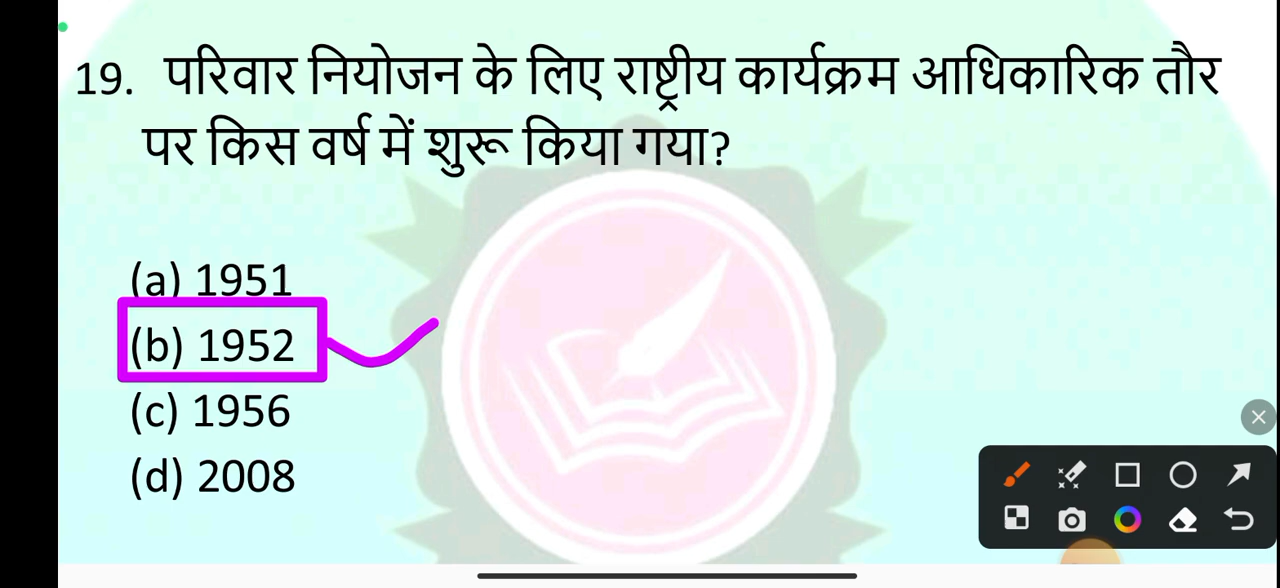 19. परिवार नियोजन के लिए राष्ट्रीय कार्यक्रम आधिकारिक तौर
पर किस वर्ष में शुरू किया गया?
(a) 1951
(b) 1952
(c) 1956
(d) 2008